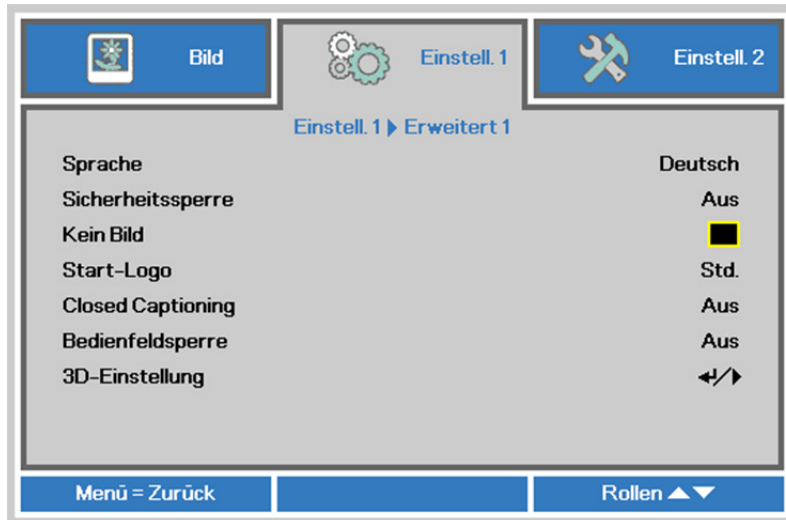 Bild
Einstell. 1
Einstell. 2
Einstell. 1 ▶ Erweitert 1
Sprache Deutsch
Sicherheitssperre Aus
Kein Bild
Start-Logo Std.
Closed Captioning Aus
Bedienfeldsperre Aus
3D-Einstellung ↵/▶
Menü = Zurück
Rollen ▲▼